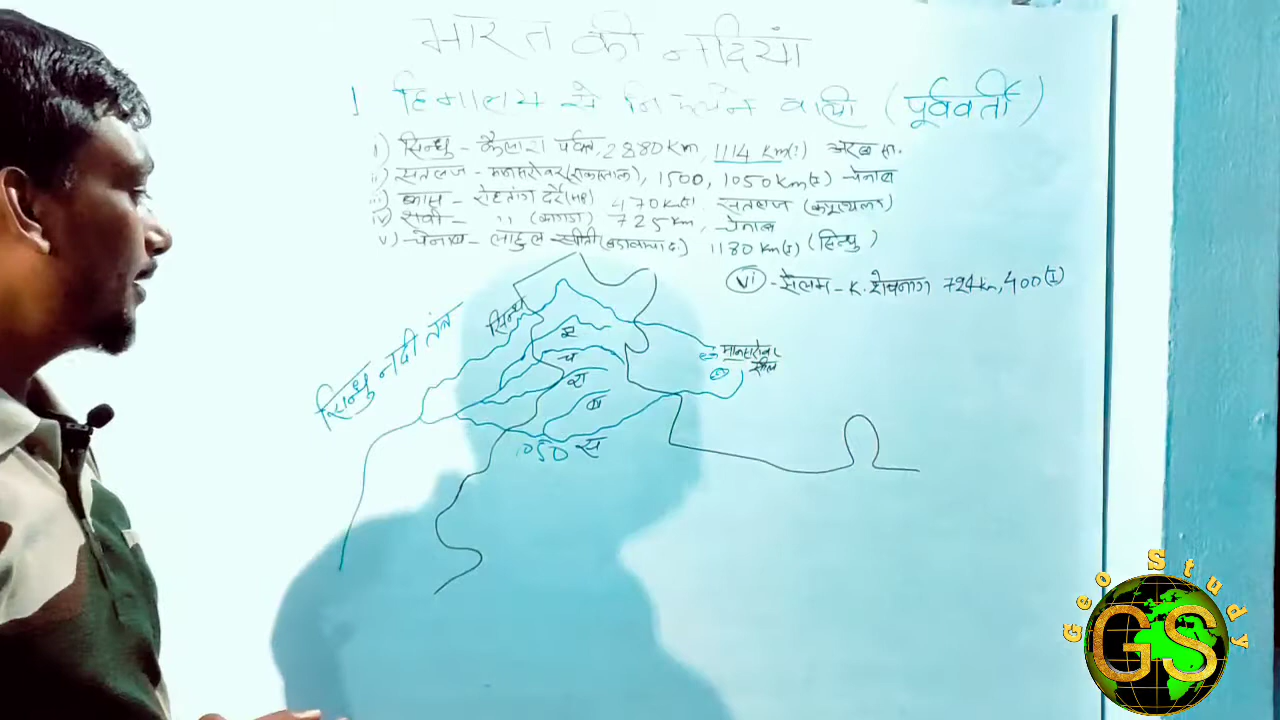 भारत की नदियां
1 हिमालय से निकलने वाली (पूर्ववर्ती)
i) सिन्धु - कैलाश पर्वत, 2880 km, 1114 km(I) अरब सा.
ii) सतलज - मानसरोवर (राकसताल), 1500, 1050 km(I) चेनाब
iii) ब्यास - रोहतांग दर्रे (HP) 470 km(I) सतलज (कपूरथला)
iv) रावी - " (कांगड़ा) 725 km, चेनाब
v) चेनाब - लाहुल स्पीति 1180 km(I) (सिन्धु)
vi - झेलम - K. शेषनाग 724 km, 400(I)
सिन्धु नदी तंत्र
सिन्धु
झ
च
रा
ब्या
1050 स
मानसरोवर
झील
Geo Study
GS